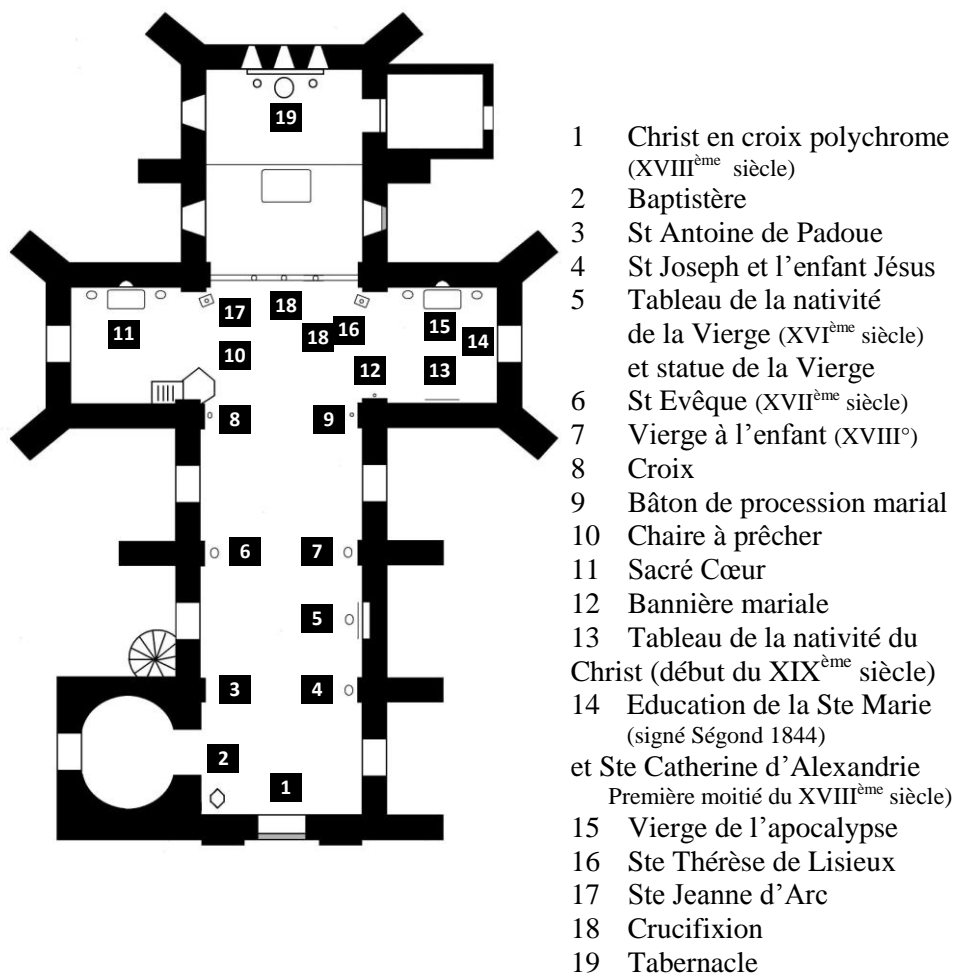 19
17
18
16
18
11
10
15
14
12
13
8
9
6
7
5
3
4
2
1
1 Christ en croix polychrome
(XVIIIème siècle)
2 Baptistère
3 St Antoine de Padoue
4 St Joseph et l’enfant Jésus
5 Tableau de la nativité
de la Vierge (XVIème siècle)
et statue de la Vierge
6 St Evêque (XVIIème siècle)
7 Vierge à l’enfant (XVIII°)
8 Croix
9 Bâton de procession marial
10 Chaire à prêcher
11 Sacré Cœur
12 Bannière mariale
13 Tableau de la nativité du
Christ (début du XIXème siècle)
14 Education de la Ste Marie
(signé Ségond 1844)
et Ste Catherine d’Alexandrie
Première moitié du XVIIIème siècle)
15 Vierge de l’apocalypse
16 Ste Thérèse de Lisieux
17 Ste Jeanne d’Arc
18 Crucifixion
19 Tabernacle